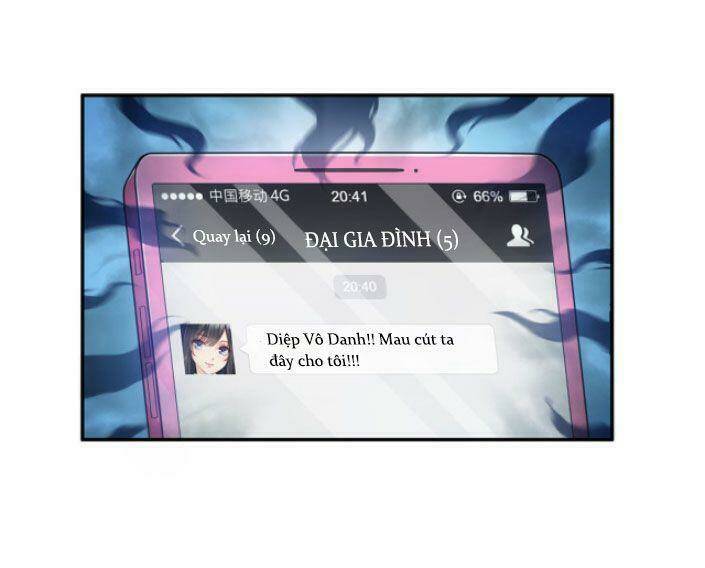 ●●●●● 中国移动 4G 20:41 66%
Quay lại (9) ĐẠI GIA ĐÌNH (5)
20:40
Diệp Vô Danh!! Mau cút ta
đây cho tôi!!!